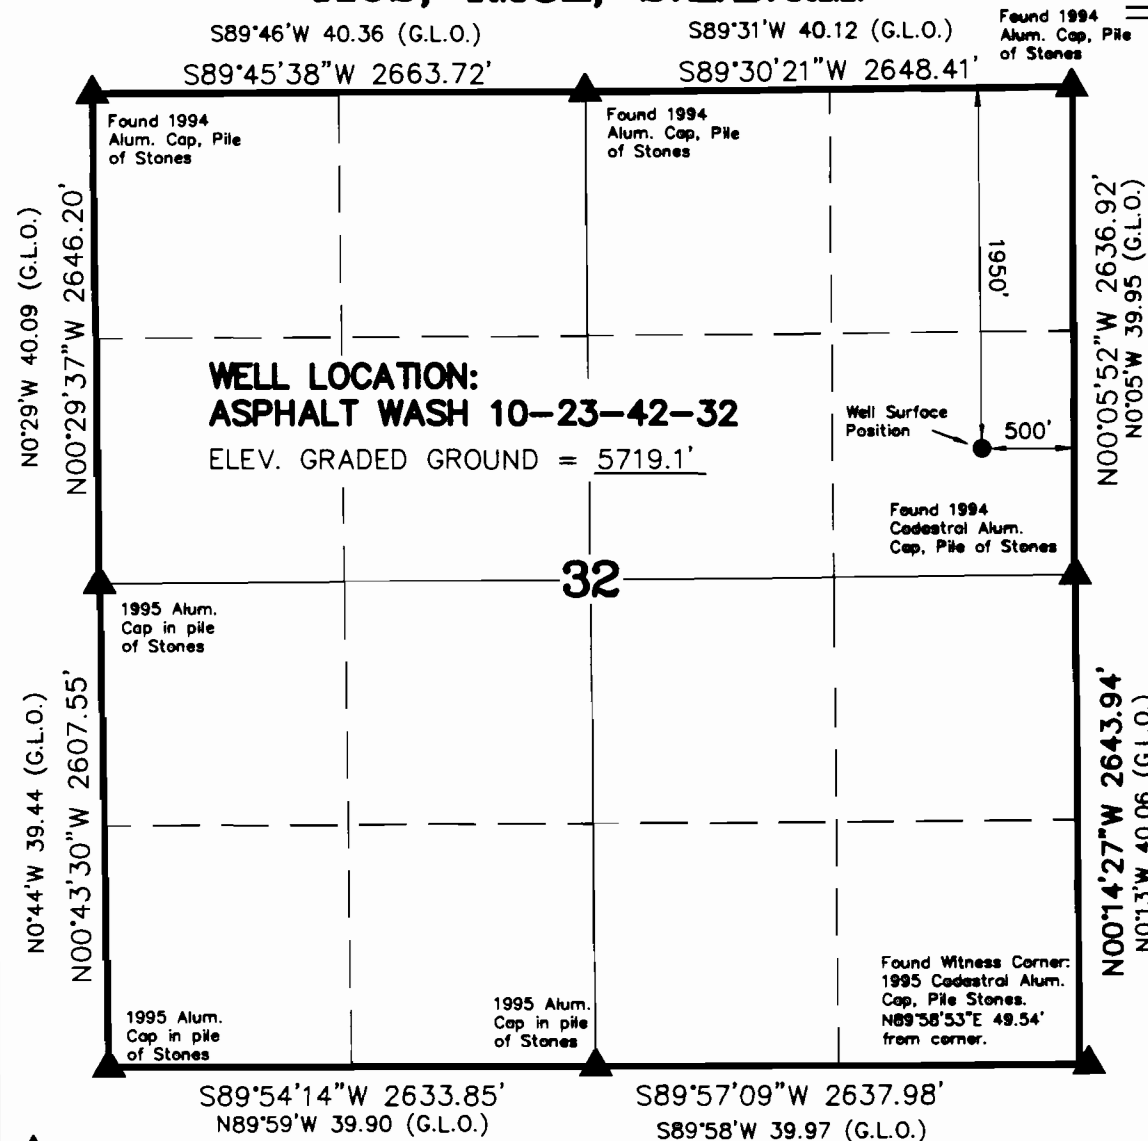 S89°46'W 40.36 (G.L.O.)
S89°45'38"W 2663.72'
S89°31'W 40.12 (G.L.O.)
S89°30'21"W 2648.41'
Found 1994
Alum. Cap, Pile
of Stones
Found 1994
Alum. Cap, Pile
of Stones
Found 1994
Alum. Cap, Pile
of Stones
N0°29'W 40.09 (G.L.O.)
N00°29'37"W 2646.20'
1950'
N00°05'52"W 2636.92'
N0°05'W 39.95 (G.L.O.)
WELL LOCATION:
ASPHALT WASH 10-23-42-32
ELEV. GRADED GROUND = 5719.1'
Well Surface
Position
500'
Found 1994
Cadastral Alum.
Cap, Pile of Stones
32
1995 Alum.
Cap in pile
of Stones
N0°44'W 39.44 (G.L.O.)
N00°43'30"W 2607.55'
N00°14'27"W 2643.94'
N0°13'W 40.06 (G.L.O.)
1995 Alum.
Cap in pile
of Stones
1995 Alum.
Cap in pile
of Stones
Found Witness Corner:
1995 Cadastral Alum.
Cap, Pile Stones.
N89°58'53"E 49.54'
from corner.
S89°54'14"W 2633.85'
N89°59'W 39.90 (G.L.O.)
S89°57'09"W 2637.98'
S89°58'W 39.97 (G.L.O.)